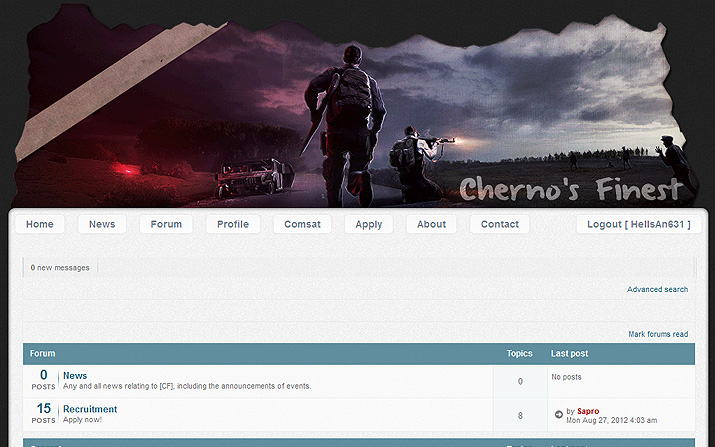 Cherno's Finest
Home News Forum Profile Comsat Apply About Contact Logout [ HellsAn631 ]
0 new messages
Advanced search
Mark forums read
Forum Topics Last post
0 POSTS
News
Any and all news relating to [CF], including the announcements of events.
0
No posts
15 POSTS
Recruitment
Apply now!
8
by Sapro
Mon Aug 27, 2012 4:03 am